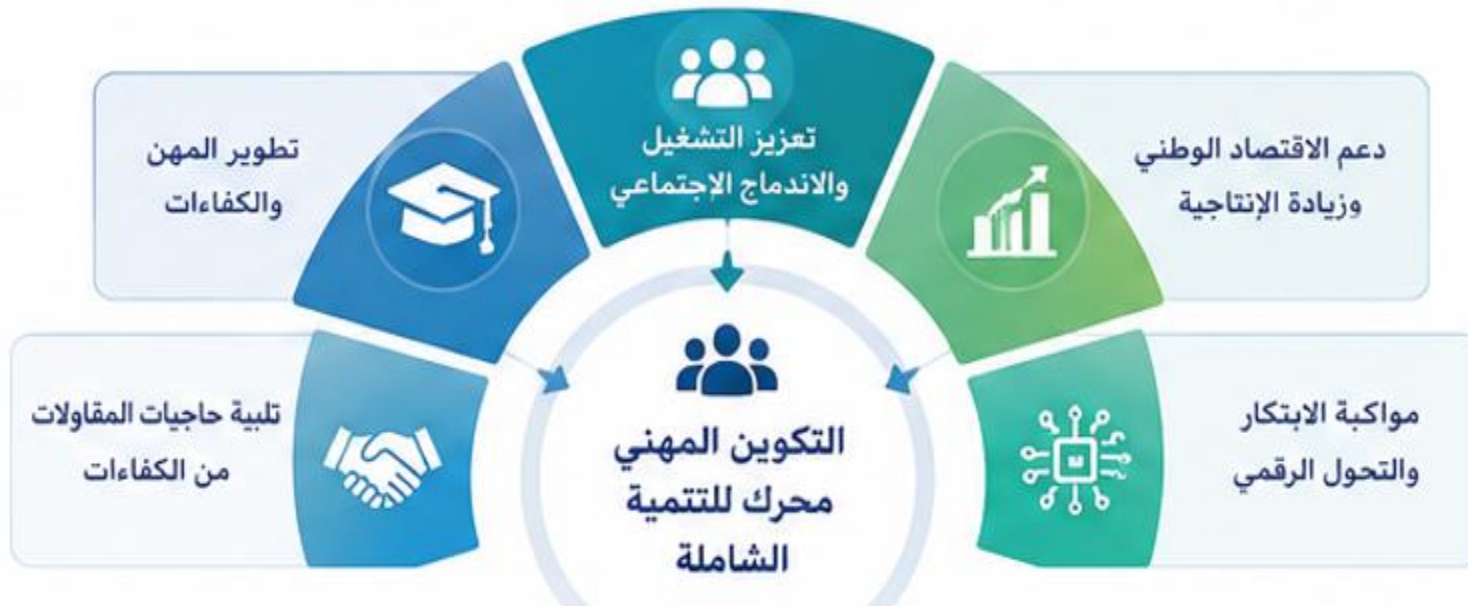 تعزيز التشغيل
والاندماج الإجتماعي
دعم الاقتصاد الوطني
وزيادة الإنتاجية
تطوير المهن
والكفاءات
مواكبة الابتكار
والتحول الرقمي
تلبية حاجيات المقاولات
من الكفاءات
التكوين المهني
محرك للتتمية
الشاملة